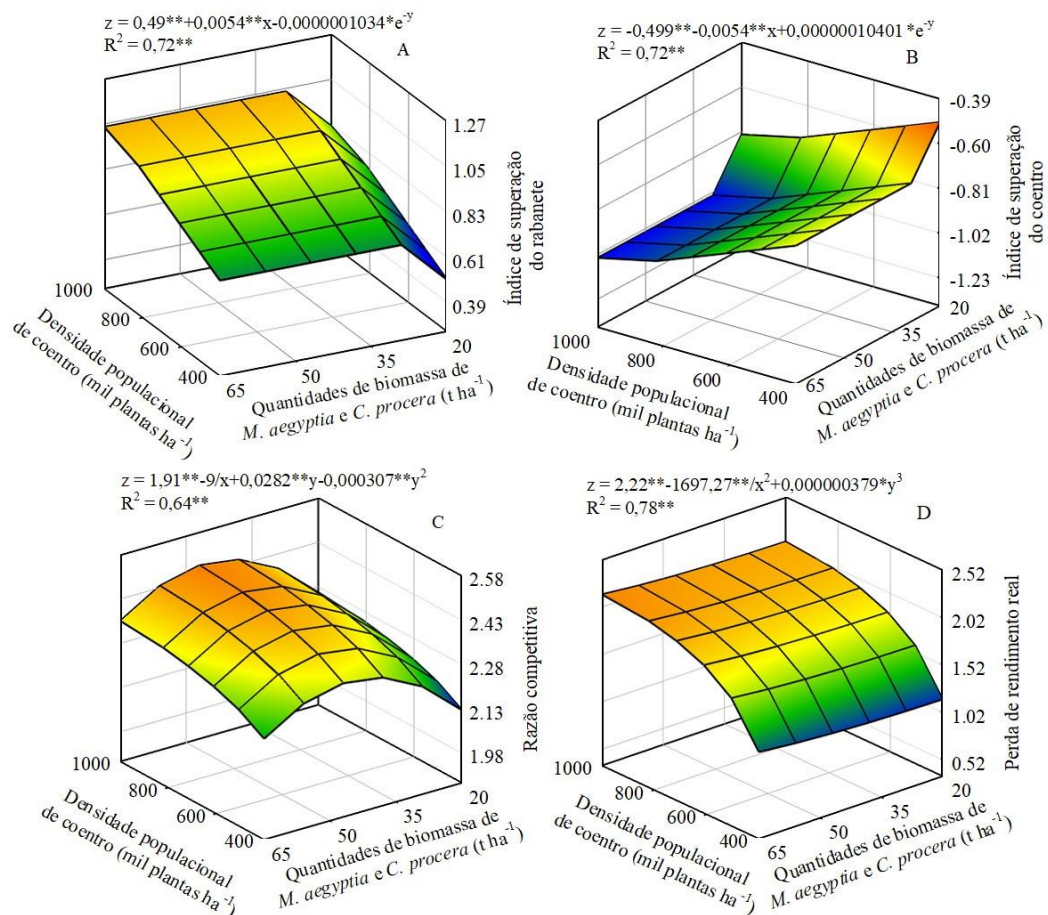 z = 0,49**+0,0054**x-0,0000001034*e^-y
R² = 0,72**
A
1.27
1.05
0.83
0.61
0.39
Índice de superação
do rabanete
1000
800
600
400
Densidade populacional
de coentro (mil plantas ha⁻¹)
65
50
35
20
Quantidades de biomassa de
M. aegyptia e C. procera (t ha⁻¹)
z = -0,499**-0,0054**x+0,00000010401 *e^-y
R² = 0,72**
B
-0.39
-0.60
-0.81
-1.02
-1.23
Índice de superação
do coentro
1000
800
600
400
Densidade populacional
de coentro (mil plantas ha⁻¹)
65
50
35
20
Quantidades de biomassa de
M. aegyptia e C. procera (t ha⁻¹)
z = 1,91**-9/x+0,0282**y-0,000307**y²
R² = 0,64**
C
2.58
2.43
2.28
2.13
1.98
Razão competitiva
1000
800
600
400
Densidade populacional
de coentro (mil plantas ha⁻¹)
65
50
35
20
Quantidades de biomassa de
M. aegyptia e C. procera (t ha⁻¹)
z = 2,22**-1697,27**/x²+0,000000379*y³
R² = 0,78**
D
2.52
2.02
1.52
1.02
0.52
Perda de rendimento real
1000
800
600
400
Densidade populacional
de coentro (mil plantas ha⁻¹)
65
50
35
20
Quantidades de biomassa de
M. aegyptia e C. procera (t ha⁻¹)